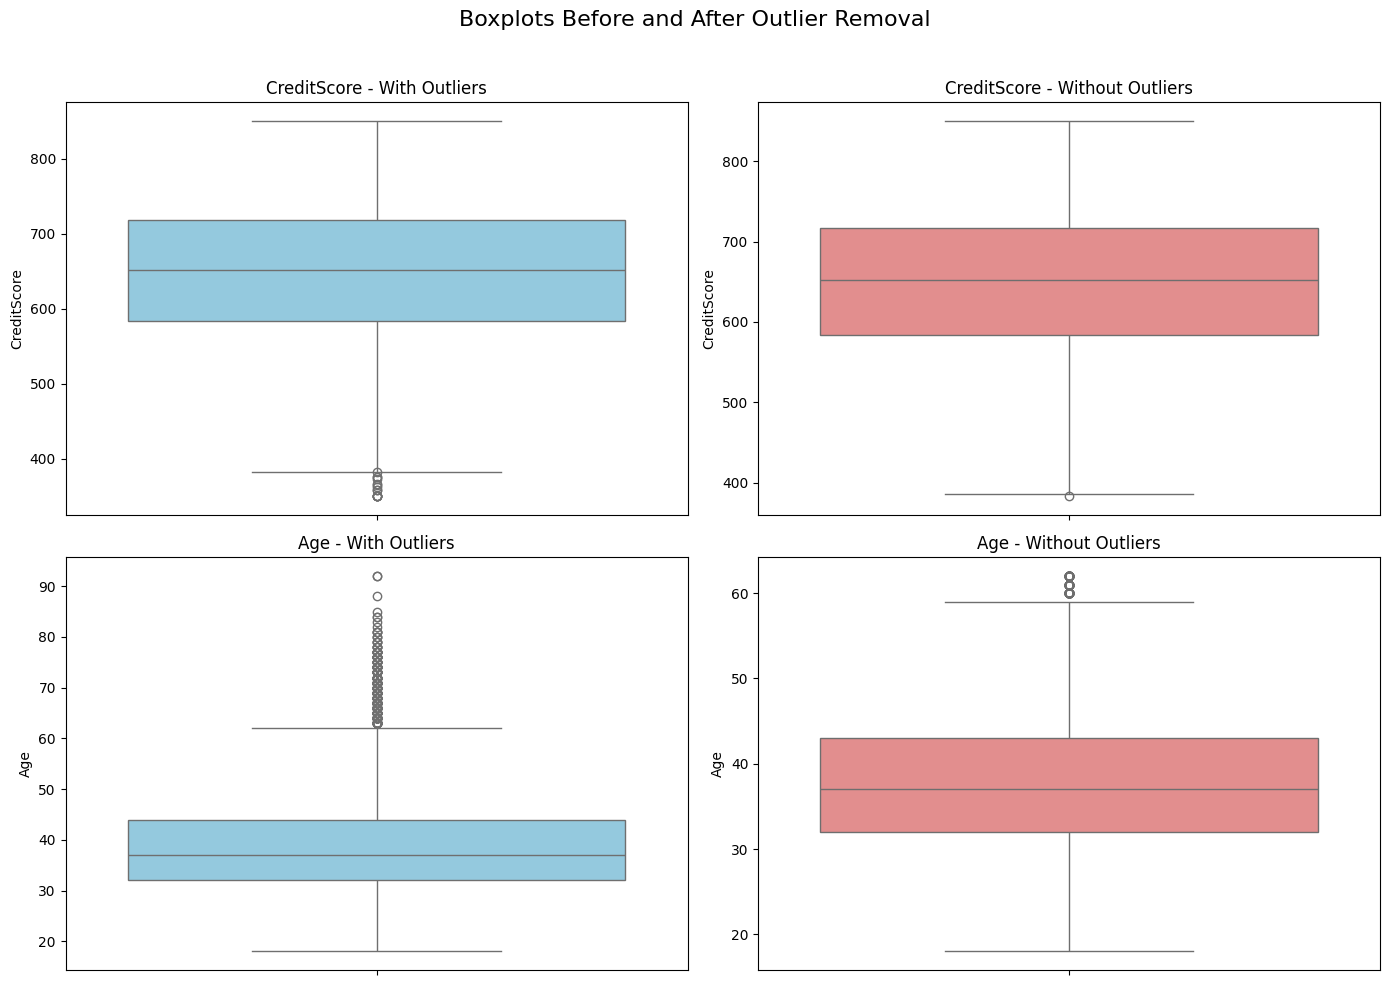 Boxplots Before and After Outlier Removal
CreditScore - With Outliers
800
700
600
500
400
CreditScore
CreditScore - Without Outliers
800
700
600
500
400
CreditScore
Age - With Outliers
90
80
70
60
50
40
30
20
Age
Age - Without Outliers
60
50
40
30
20
Age